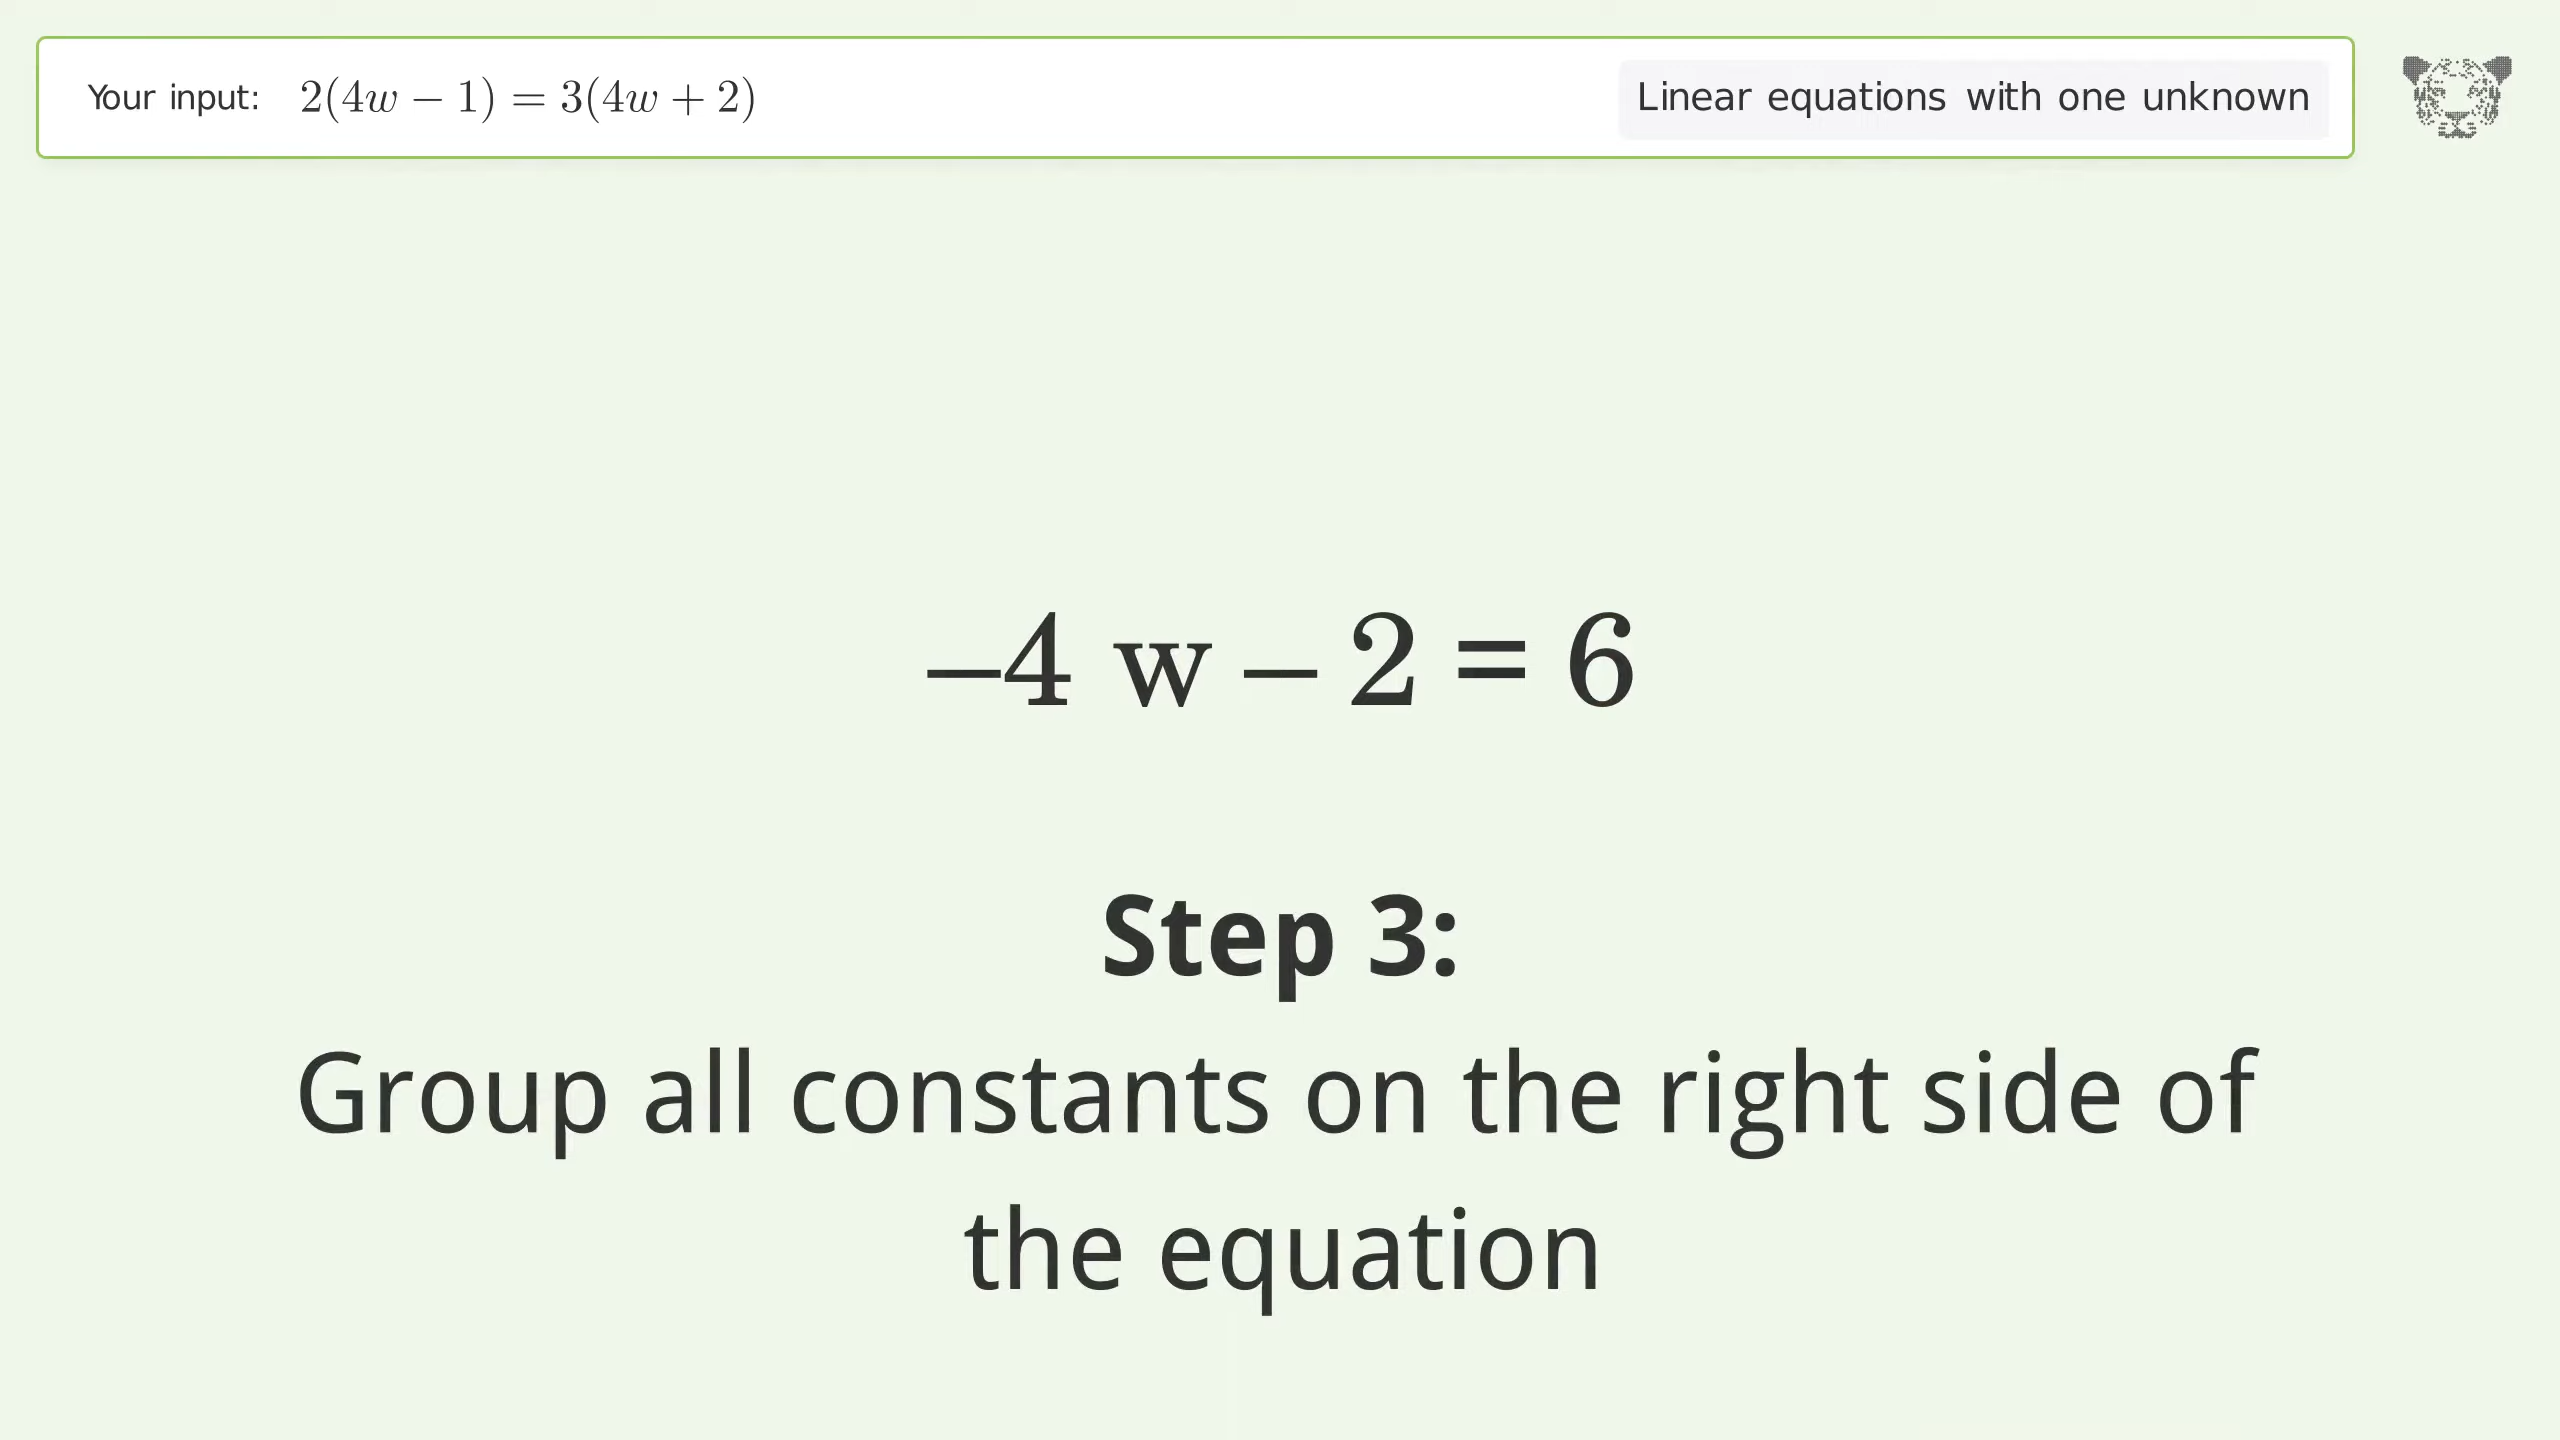 Your input: 2(4w − 1) = 3(4w + 2)
Linear equations with one unknown
–4 w – 2 = 6
Step 3:
Group all constants on the right side of
the equation